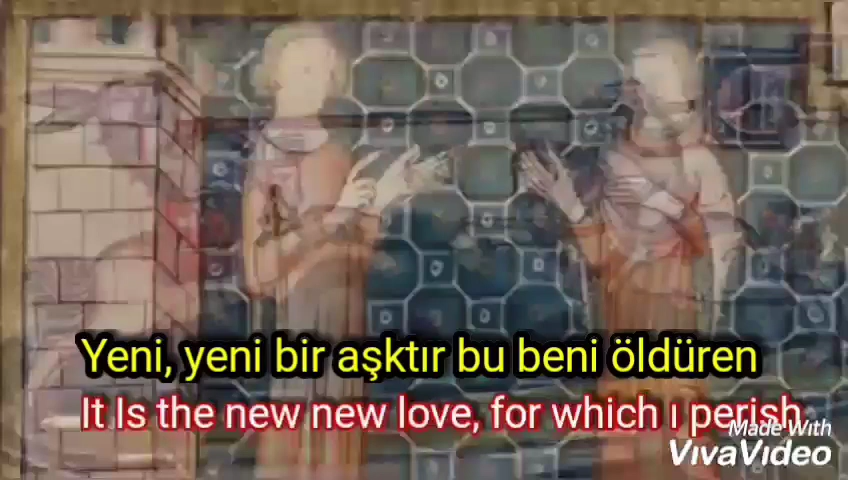 Yeni, yeni bir aşktır bu beni öldüren
It Is the new new love, for which ı perish
Made With
VivaVideo